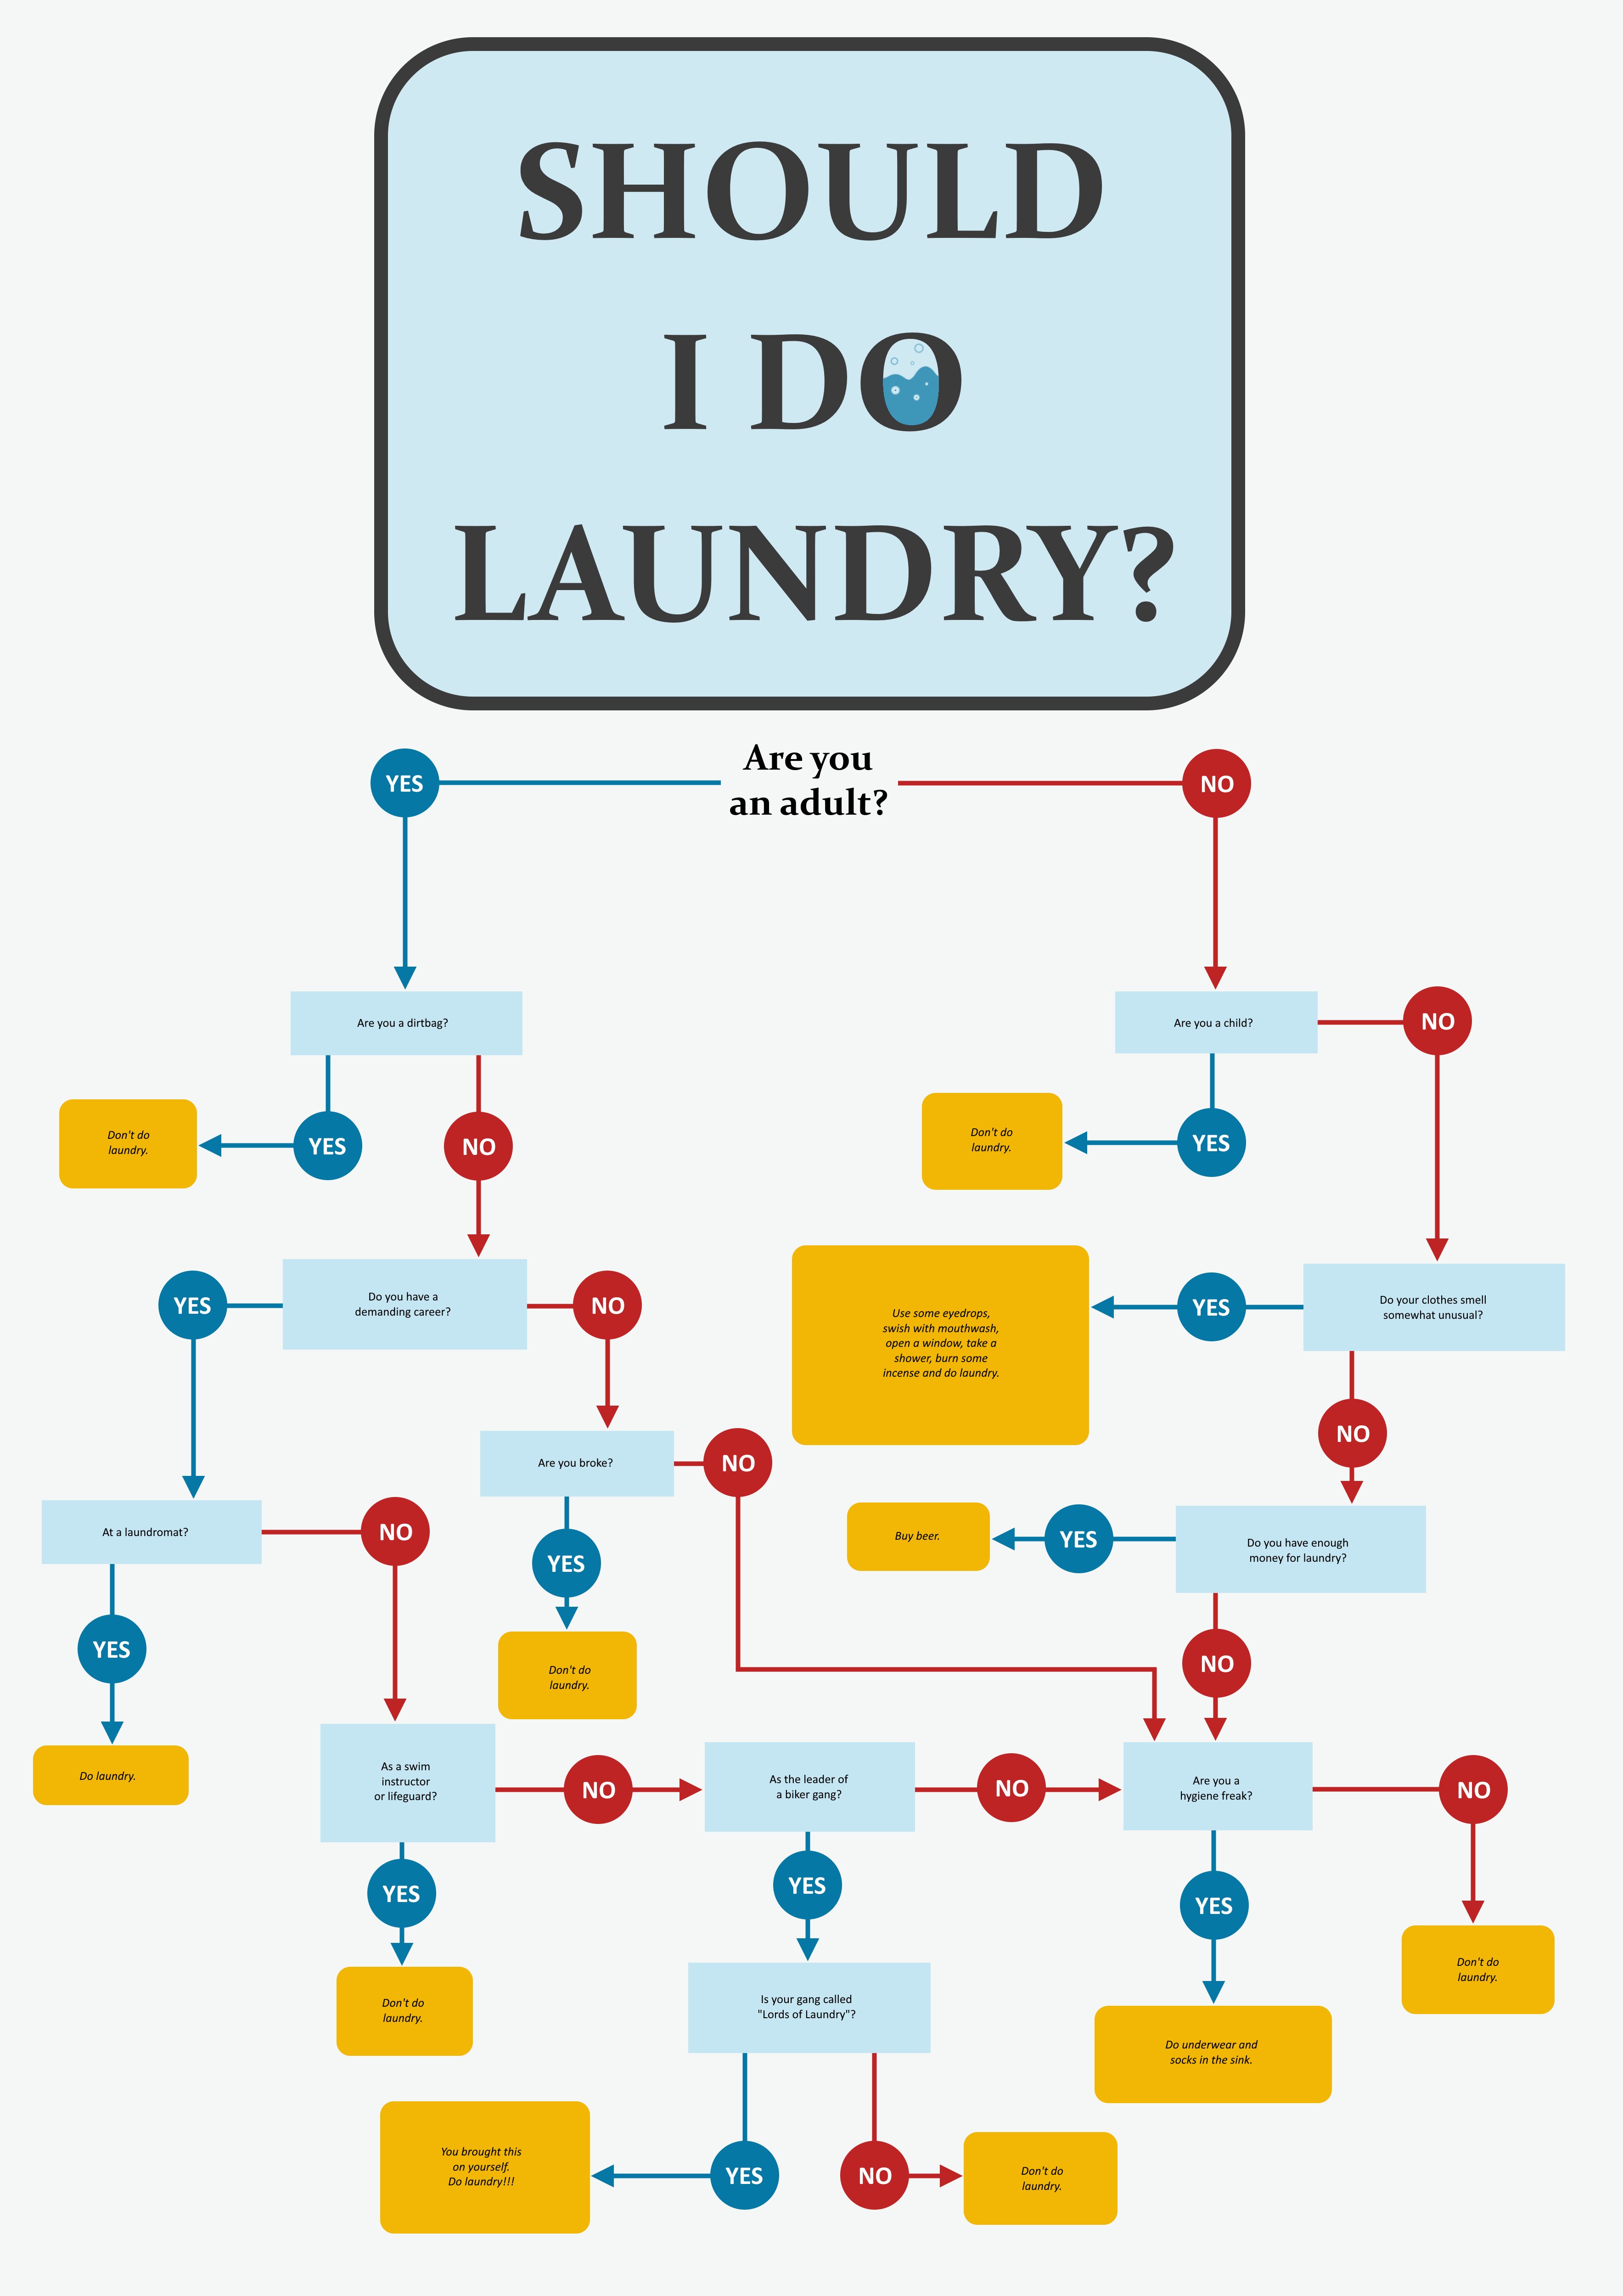 SHOULD
I DO
LAUNDRY?
Are you
an adult?
YES
NO
Are you a dirtbag?
Are you a child?
NO
Don't do
laundry.
YES
NO
Don't do
laundry.
YES
YES
Do you have a
demanding career?
NO
Use some eyedrops,
swish with mouthwash,
open a window, take a
shower, burn some
incense and do laundry.
YES
Do your clothes smell
somewhat unusual?
NO
Are you broke?
NO
At a laundromat?
NO
YES
Buy beer.
YES
Do you have enough
money for laundry?
YES
Don't do
laundry.
NO
Do laundry.
As a swim
instructor
or lifeguard?
NO
As the leader of
a biker gang?
NO
Are you a
hygiene freak?
NO
YES
YES
YES
Don't do
laundry.
Don't do
laundry.
Is your gang called
"Lords of Laundry"?
Do underwear and
socks in the sink.
You brought this
on yourself.
Do laundry!!!
YES
NO
Don't do
laundry.